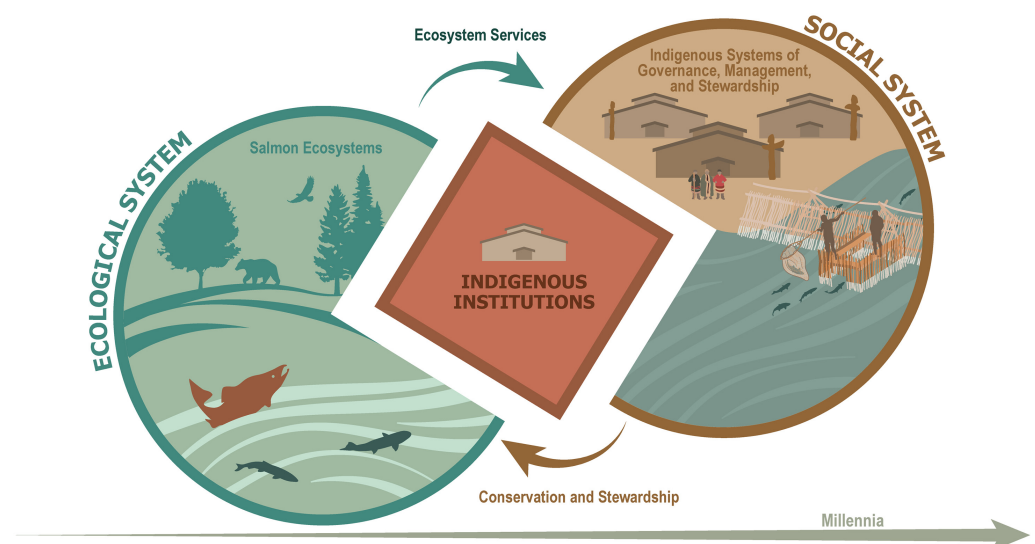 Ecosystem Services
SOCIAL SYSTEM
Indigenous Systems of
Governance, Management,
and Stewardship
ECOLOGICAL SYSTEM
Salmon Ecosystems
INDIGENOUS
INSTITUTIONS
Conservation and Stewardship
Millennia